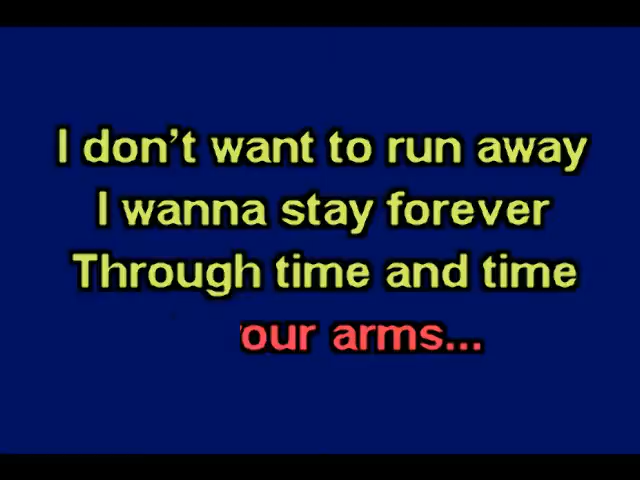 I don't want to run away
I wanna stay forever
Through time and time
our arms...